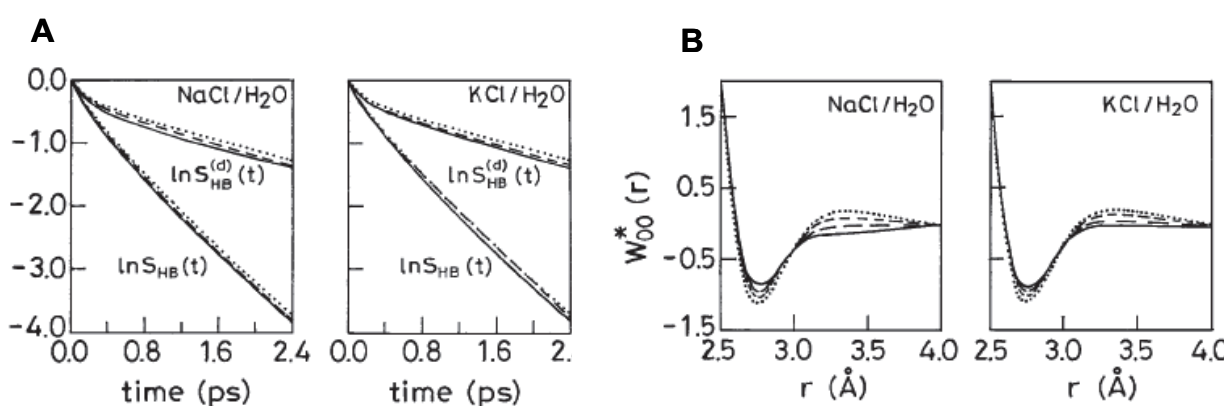 A
B
NaCl/H2O
KCl/H2O
NaCl/H2O
KCl/H2O
0.0
-1.0
-2.0
-3.0
-4.0
lnS(d)HB(t)
lnSHB(t)
lnS(d)HB(t)
lnSHB(t)
0.0 0.8 1.6 2.4
0.0 0.8 1.6 2.
time (ps)
time (ps)
W*OO(r)
1.5
0.5
-0.5
-1.5
2.5 3.0 3.5 4.0
2.5 3.0 3.5 4.0
r (Å)
r (Å)